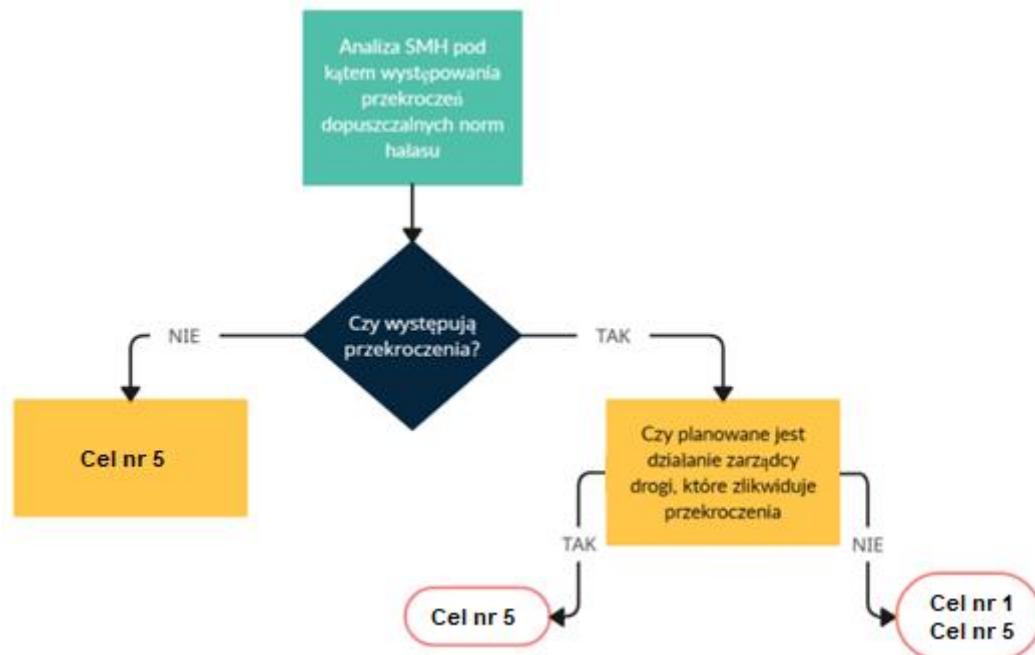 Analiza SMH pod
kątem występowania
przekroczeń
dopuszczalnych norm
hałasu
Czy występują
przekroczenia?
NIE
TAK
Cel nr 5
Czy planowane jest
działanie zarządcy
drogi, które zlikwiduje
przekroczenia
TAK
NIE
Cel nr 5
Cel nr 1
Cel nr 5